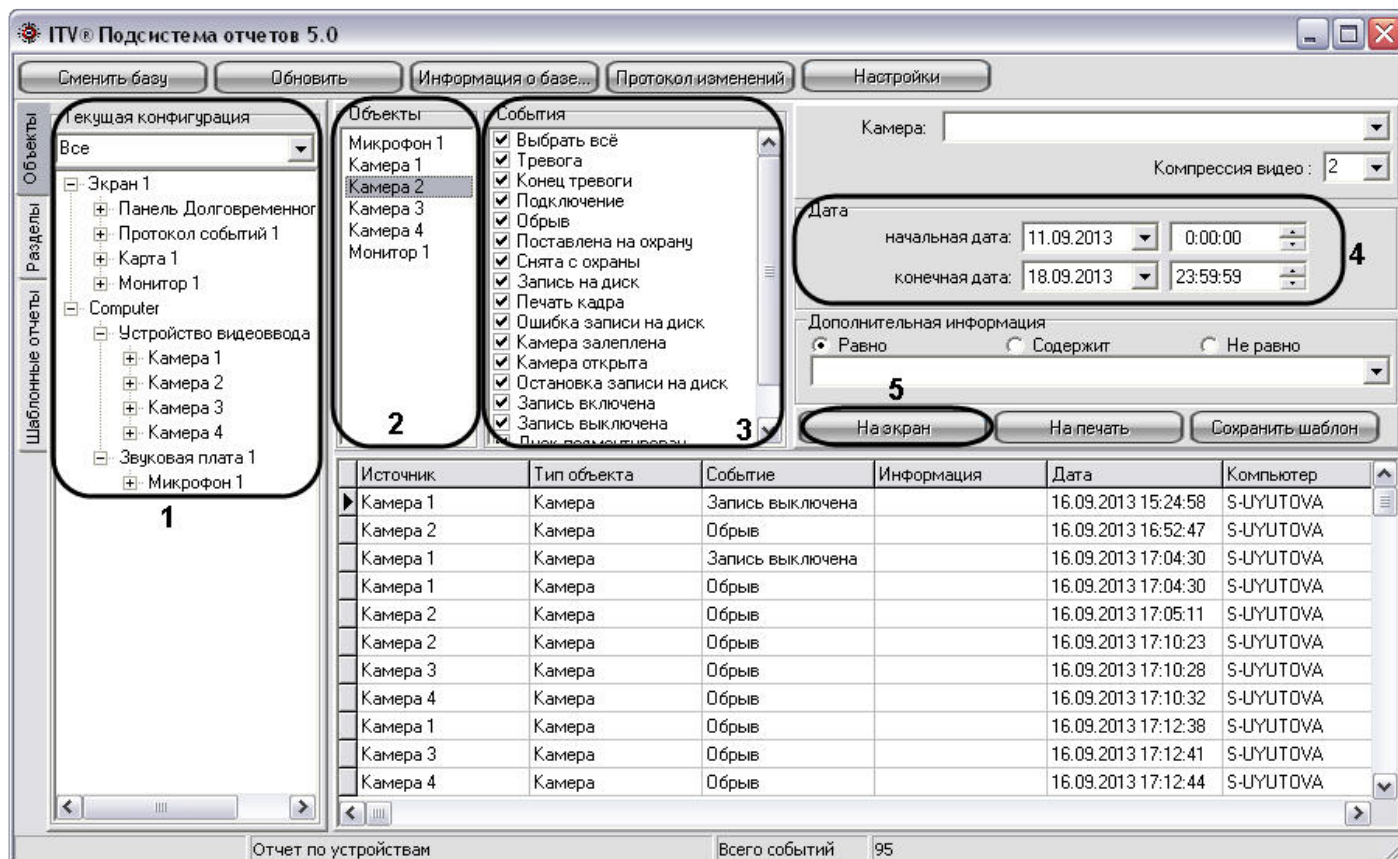 ITV® Подсистема отчетов 5.0
Сменить базу
Обновить
Информация о базе...
Протокол изменений
Настройки
Объекты
Разделы
Шаблонные отчеты
Текущая конфигурация
Все
Экран 1
Панель Долговременног
Протокол событий 1
Карта 1
Монитор 1
Computer
Устройство видеоввода
Камера 1
Камера 2
Камера 3
Камера 4
Звуковая плата 1
Микрофон 1
1
Объекты
Микрофон 1
Камера 1
Камера 2
Камера 3
Камера 4
Монитор 1
2
События
Выбрать всё
Тревога
Конец тревоги
Подключение
Обрыв
Поставлена на охрану
Снята с охраны
Запись на диск
Печать кадра
Ошибка записи на диск
Камера залеплена
Камера открыта
Остановка записи на диск
Запись включена
Запись выключена
3
Камера:
Компрессия видео : 2
Дата
начальная дата: 11.09.2013 0:00:00
конечная дата: 18.09.2013 23:59:59
4
Дополнительная информация
Равно Содержит Не равно
5
На экран
На печать
Сохранить шаблон
Источник Тип объекта Событие Информация Дата Компьютер
Камера 1 Камера Запись выключена 16.09.2013 15:24:58 S-UYUTOVA
Камера 2 Камера Обрыв 16.09.2013 16:52:47 S-UYUTOVA
Камера 1 Камера Запись выключена 16.09.2013 17:04:30 S-UYUTOVA
Камера 1 Камера Обрыв 16.09.2013 17:04:30 S-UYUTOVA
Камера 2 Камера Обрыв 16.09.2013 17:05:11 S-UYUTOVA
Камера 2 Камера Обрыв 16.09.2013 17:10:23 S-UYUTOVA
Камера 3 Камера Обрыв 16.09.2013 17:10:28 S-UYUTOVA
Камера 4 Камера Обрыв 16.09.2013 17:10:32 S-UYUTOVA
Камера 1 Камера Обрыв 16.09.2013 17:12:38 S-UYUTOVA
Камера 3 Камера Обрыв 16.09.2013 17:12:41 S-UYUTOVA
Камера 4 Камера Обрыв 16.09.2013 17:12:44 S-UYUTOVA
Отчет по устройствам
Всего событий 95